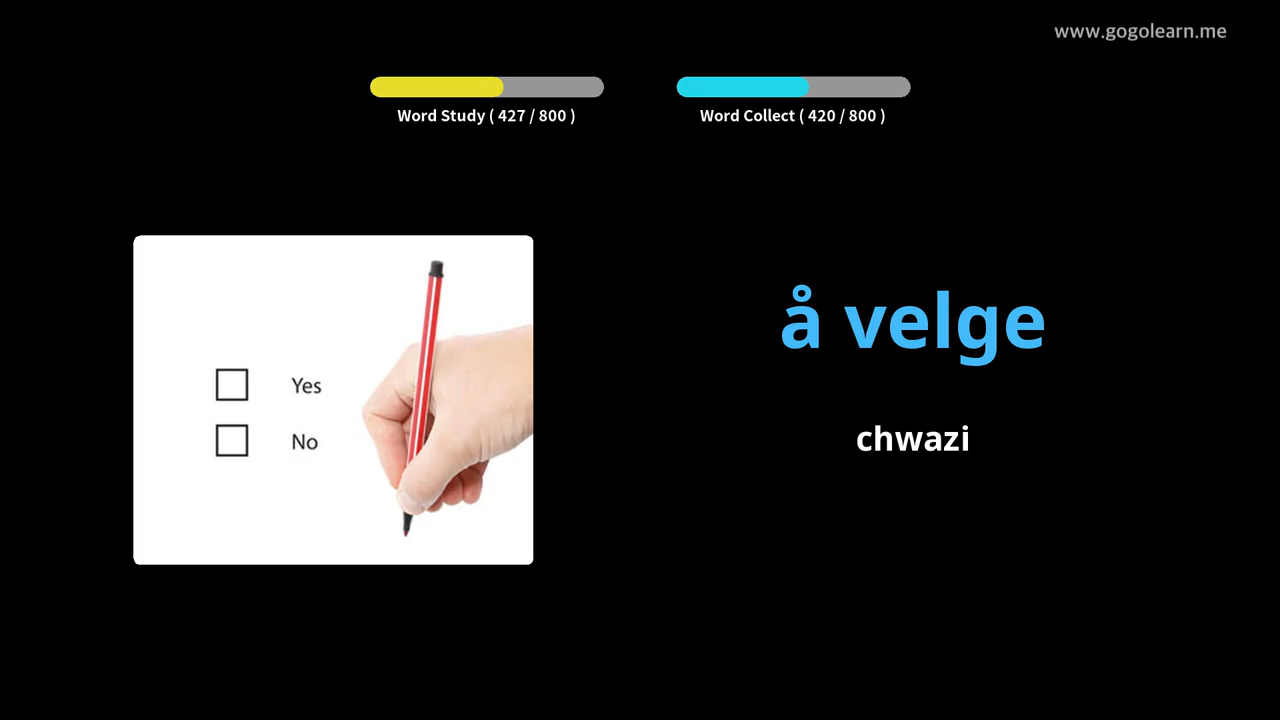 www.gogolearn.me
Word Study ( 427 / 800 )
Word Collect ( 420 / 800 )
Yes
No
å velge
chwazi